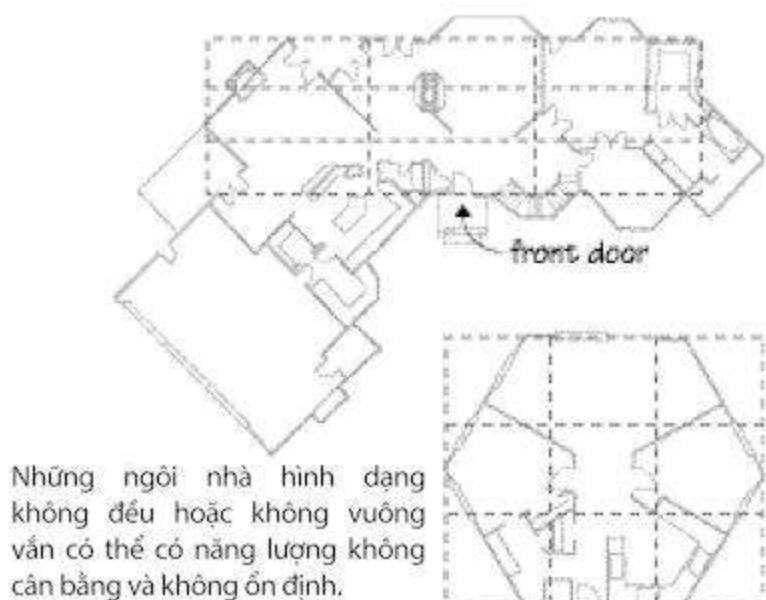 front door
Những ngôi nhà hình dạng
không đều hoặc không vuông
vắn có thể có năng lượng không
cân bằng và không ổn định.